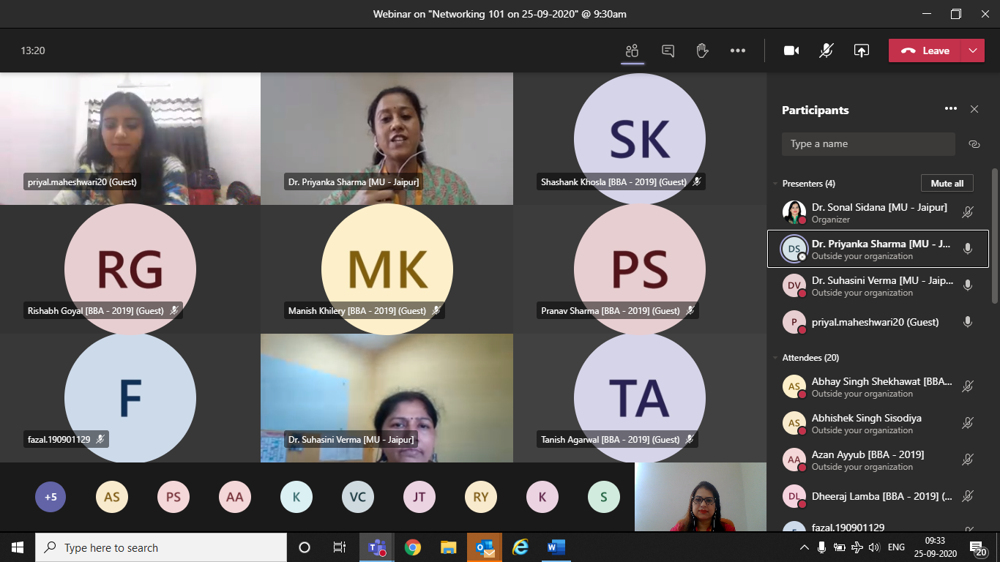 Webinar on "Networking 101 on 25-09-2020" @ 9:30am
13:20
Leave
priyal.maheshwari20 (Guest)
Dr. Priyanka Sharma [MU - Jaipur]
SK
Shashank Khosla [BBA - 2019] (Guest)
RG
Rishabh Goyal [BBA - 2019] (Guest)
MK
Manish Khilery [BBA - 2019] (Guest)
PS
Pranav Sharma [BBA - 2019] (Guest)
F
fazal.190901129
Dr. Suhasini Verma [MU - Jaipur]
TA
Tanish Agarwal [BBA - 2019] (Guest)
+5
AS
PS
AA
K
VC
JT
RY
K
S
Participants
Type a name
Presenters (4)
Mute all
Dr. Sonal Sidana [MU - Jaipur]
Organizer
DS
Dr. Priyanka Sharma [MU - J...
Outside your organization
DV
Dr. Suhasini Verma [MU - Jaip...
Outside your organization
P
priyal.maheshwari20 (Guest)
Attendees (20)
AS
Abhay Singh Shekhawat [BBA...
Outside your organization
AS
Abhishek Singh Sisodiya
Outside your organization
AA
Azan Ayyub [BBA - 2019]
Outside your organization
DL
Dheeraj Lamba [BBA - 2019] (...
F
fazal.190901129
Type here to search
ENG
09:33
25-09-2020
20